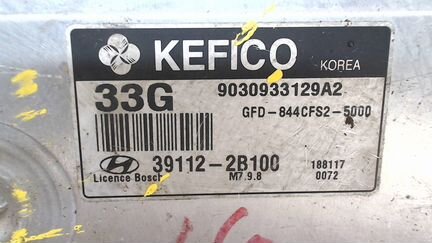 KEFICO KOREA
33G 9030933129A2
GFD-844CFS2-5000
39112-2B100 188117
Licence Bosch M7.9.8 0072